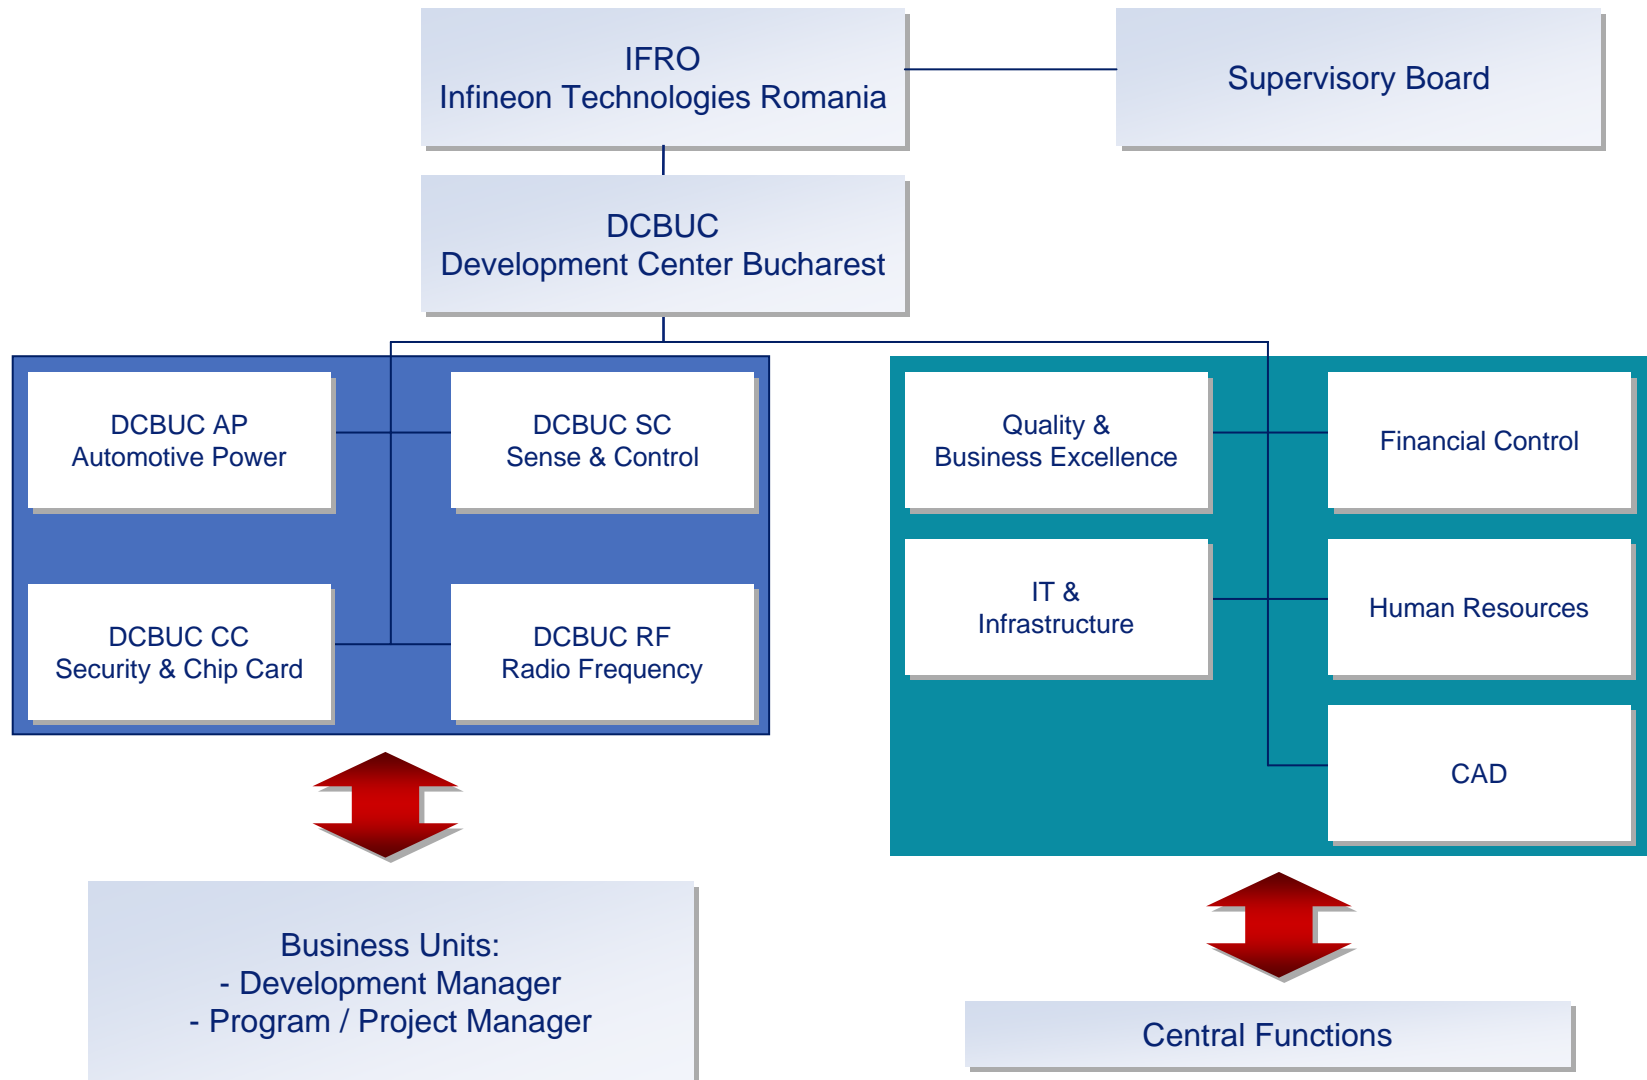 IFRO
Infineon Technologies Romania
Supervisory Board
DCBUC
Development Center Bucharest
DCBUC AP
Automotive Power
DCBUC SC
Sense & Control
DCBUC CC
Security & Chip Card
DCBUC RF
Radio Frequency
Quality &
Business Excellence
Financial Control
IT &
Infrastructure
Human Resources
CAD
Business Units:
- Development Manager
- Program / Project Manager
Central Functions